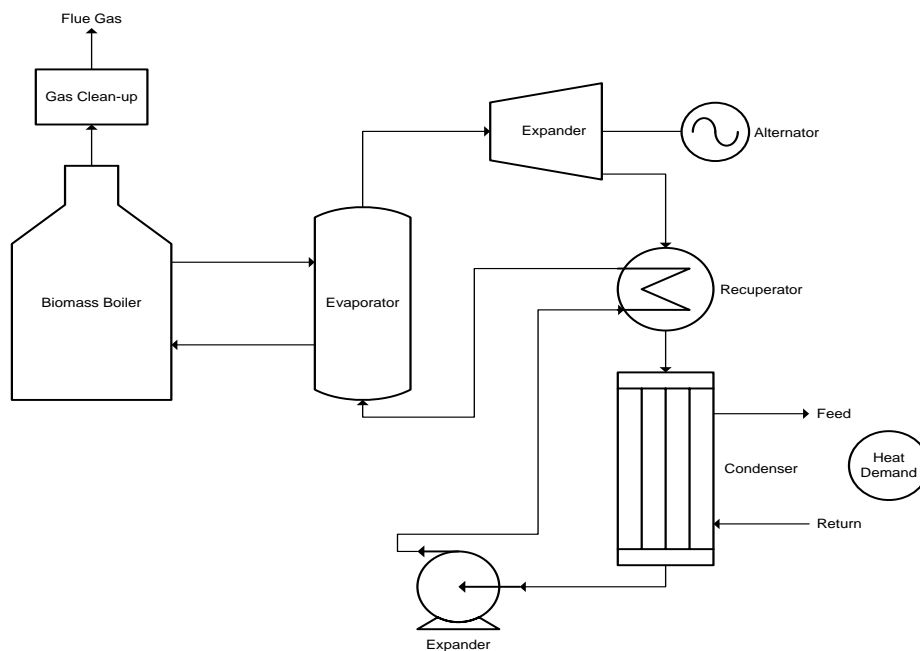 Flue Gas
Gas Clean-up
Expander
Alternator
Biomass Boiler
Evaporator
Recuperator
Feed
Condenser
Heat
Demand
Return
Expander